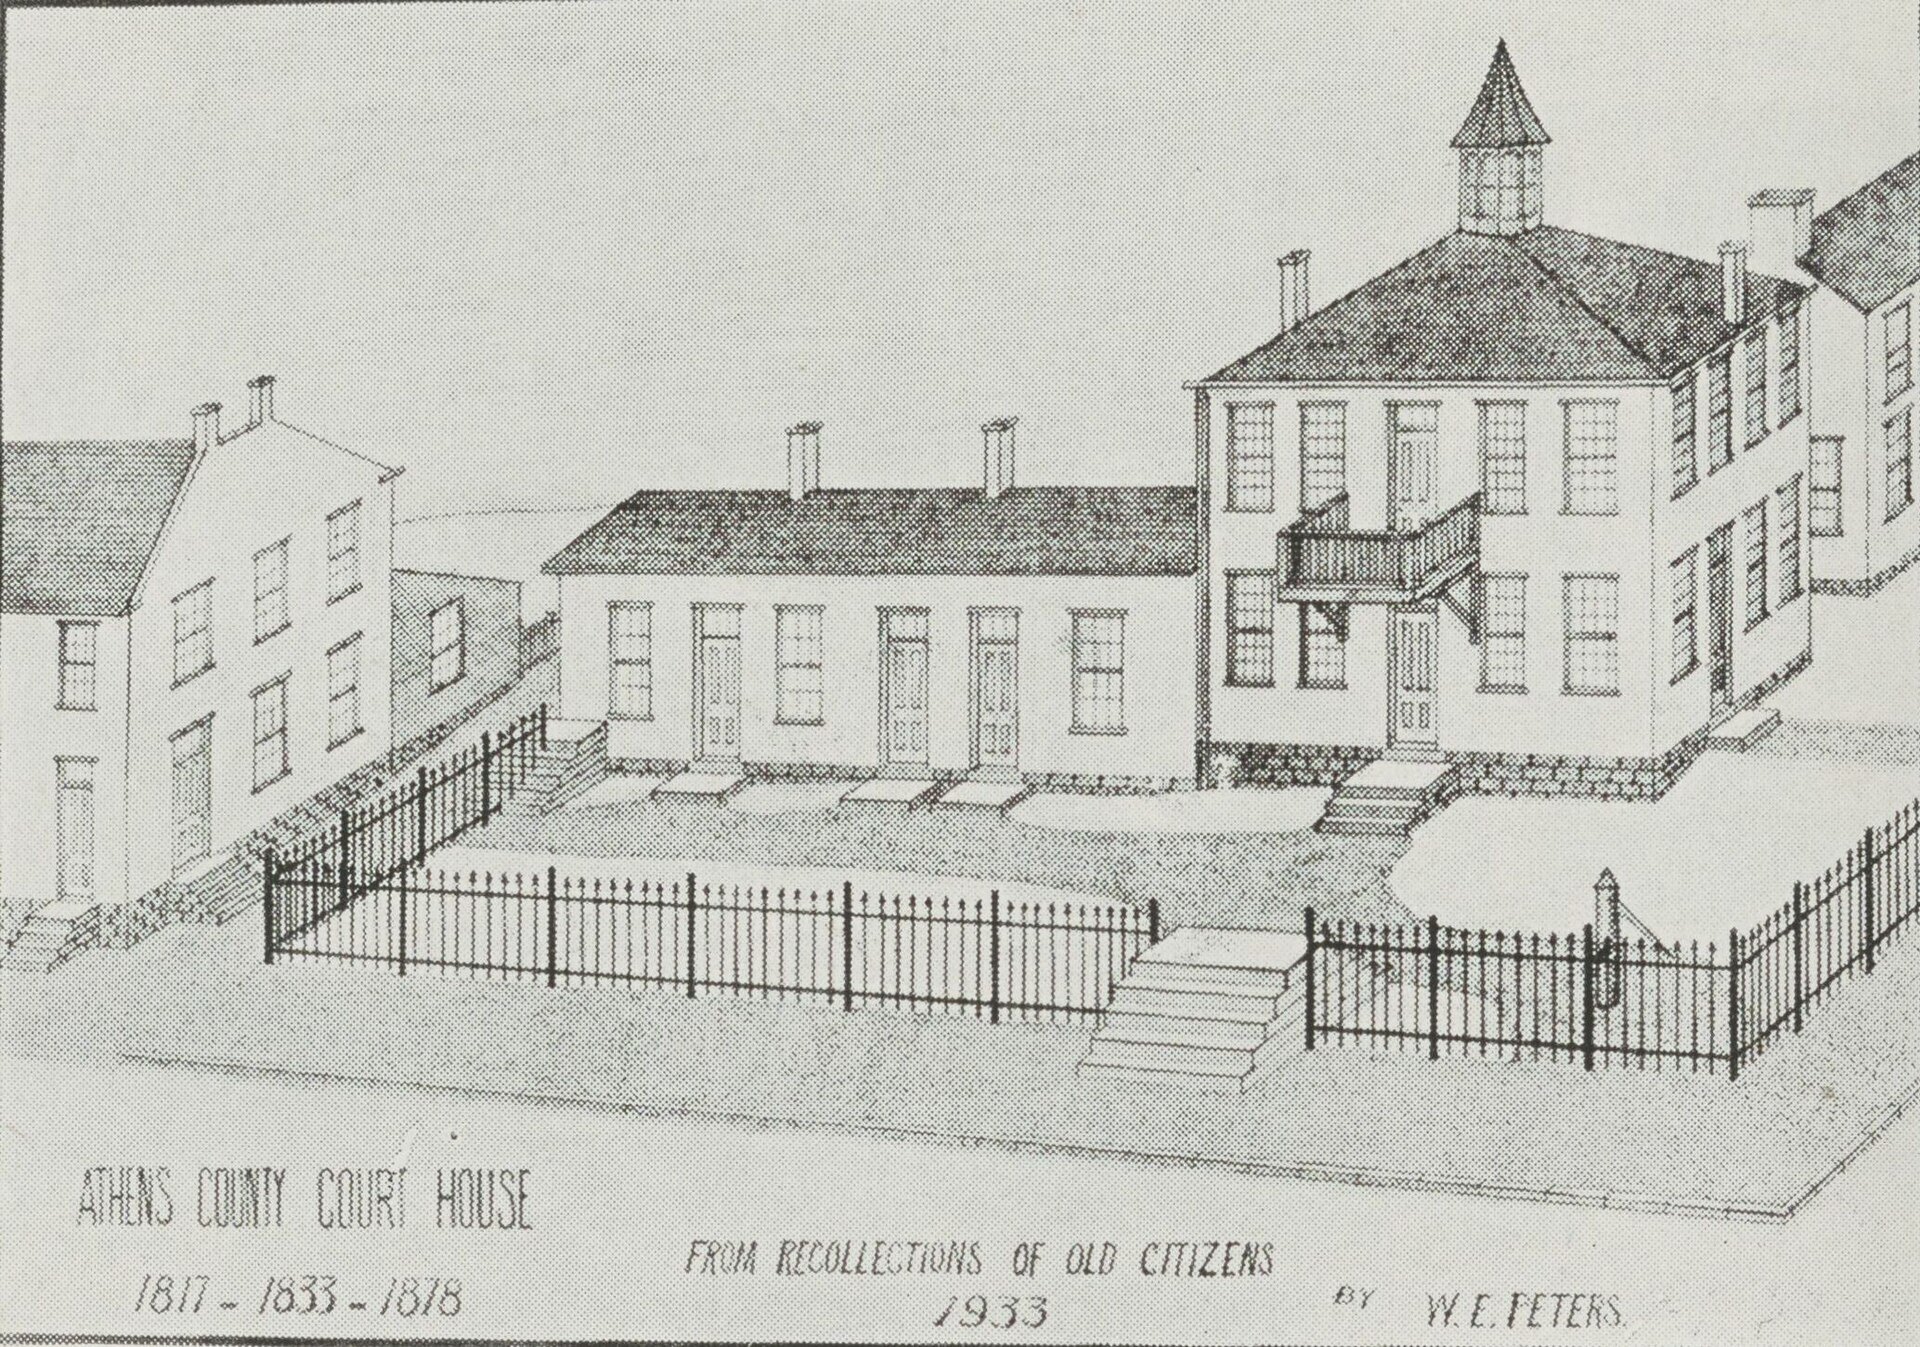 ATHENS COUNTY COURT HOUSE
1817 - 1833 - 1878
FROM RECOLLECTIONS OF OLD CITIZENS
1933
BY W. E. PETERS.